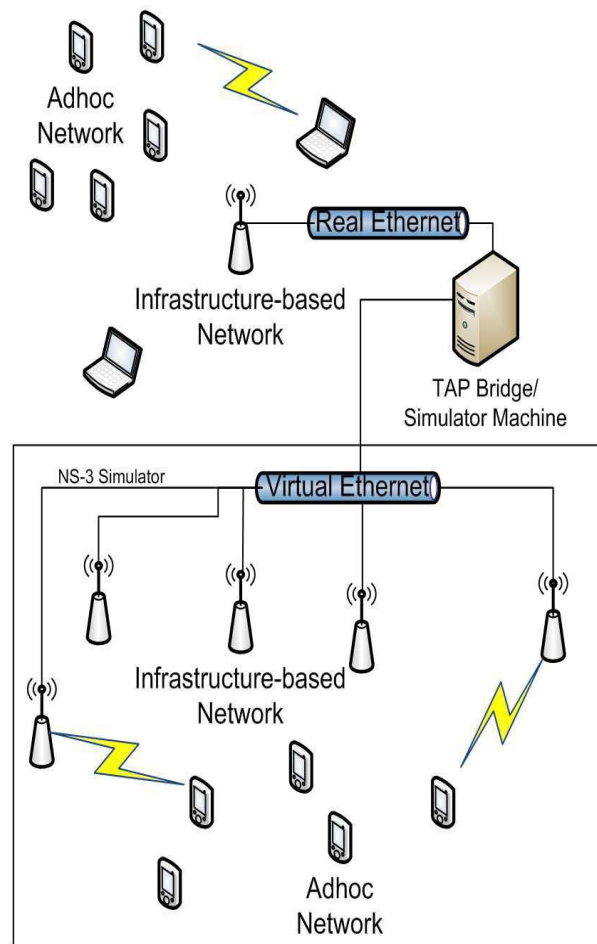 Adhoc
Network
Real Ethernet
Infrastructure-based
Network
TAP Bridge/
Simulator Machine
NS-3 Simulator
Virtual Ethernet
Infrastructure-based
Network
Adhoc
Network